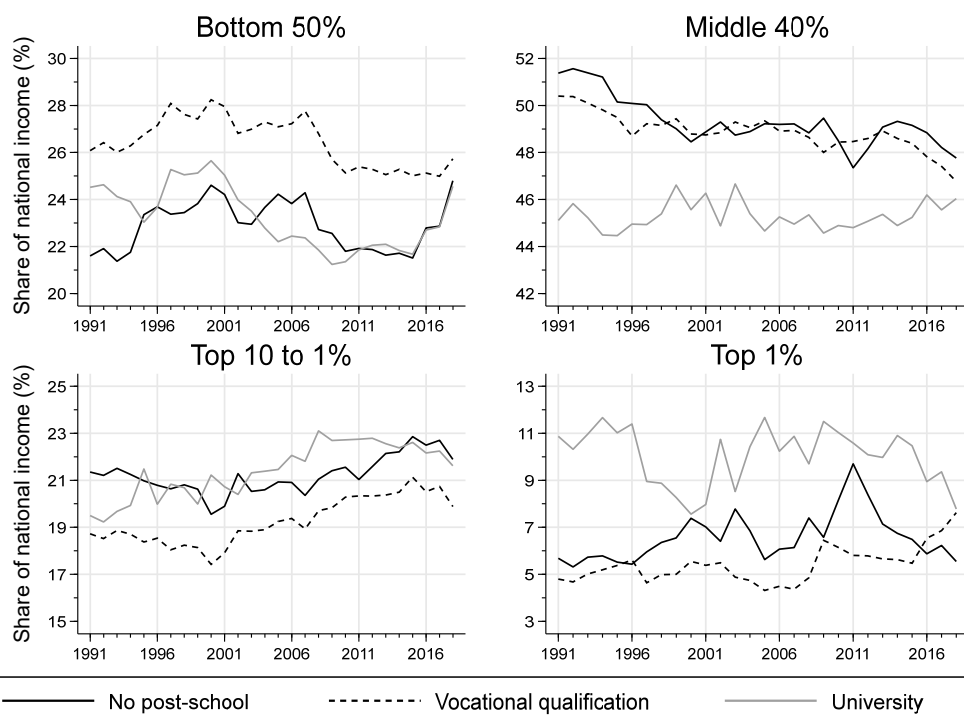 Bottom 50%
Middle 40%
Share of national income (%)
30
28
26
24
22
20
1991 1996 2001 2006 2011 2016
52
50
48
46
44
42
1991 1996 2001 2006 2011 2016
Top 10 to 1%
Top 1%
Share of national income (%)
25
23
21
19
17
15
1991 1996 2001 2006 2011 2016
13
11
9
7
5
3
1991 1996 2001 2006 2011 2016
No post-school
Vocational qualification
University